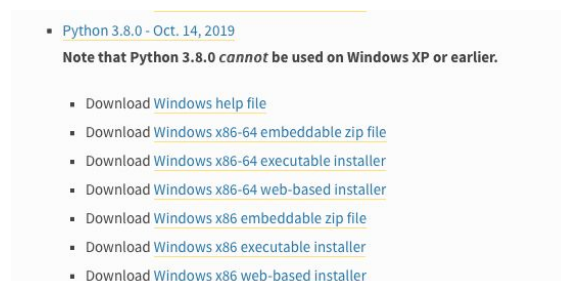 Python 3.8.0 - Oct. 14, 2019
Note that Python 3.8.0 cannot be used on Windows XP or earlier.
Download Windows help file
Download Windows x86-64 embeddable zip file
Download Windows x86-64 executable installer
Download Windows x86-64 web-based installer
Download Windows x86 embeddable zip file
Download Windows x86 executable installer
Download Windows x86 web-based installer